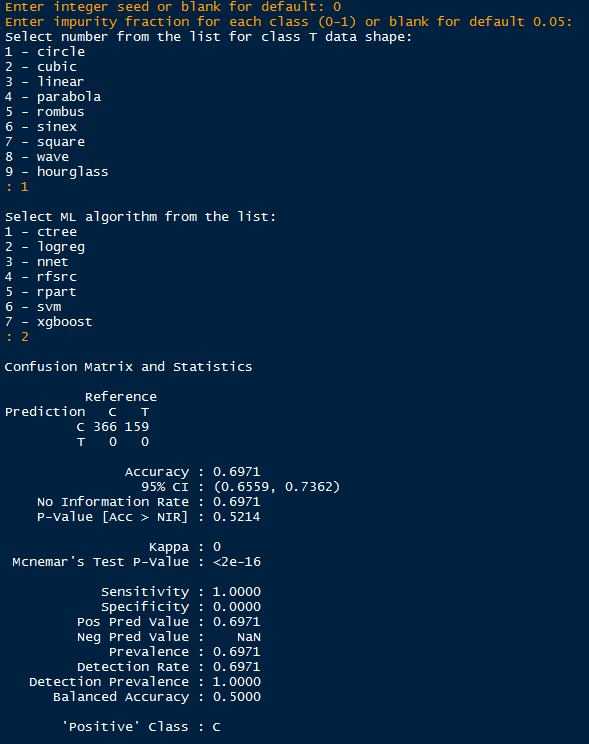 Enter integer seed or blank for default: 0
Enter impurity fraction for each class (0-1) or blank for default 0.05:
Select number from the list for class T data shape:
1 - circle
2 - cubic
3 - linear
4 - parabola
5 - rombus
6 - sinex
7 - square
8 - wave
9 - hourglass
: 1
Select ML algorithm from the list:
1 - ctree
2 - logreg
3 - nnet
4 - rfsrc
5 - rpart
6 - svm
7 - xgboost
: 2
Confusion Matrix and Statistics
Reference
Prediction C T
C 366 159
T 0 0
Accuracy : 0.6971
95% CI : (0.6559, 0.7362)
No Information Rate : 0.6971
P-Value [Acc > NIR] : 0.5214
Kappa : 0
Mcnemar's Test P-Value : <2e-16
Sensitivity : 1.0000
Specificity : 0.0000
Pos Pred Value : 0.6971
Neg Pred Value : NaN
Prevalence : 0.6971
Detection Rate : 0.6971
Detection Prevalence : 1.0000
Balanced Accuracy : 0.5000
'Positive' Class : C